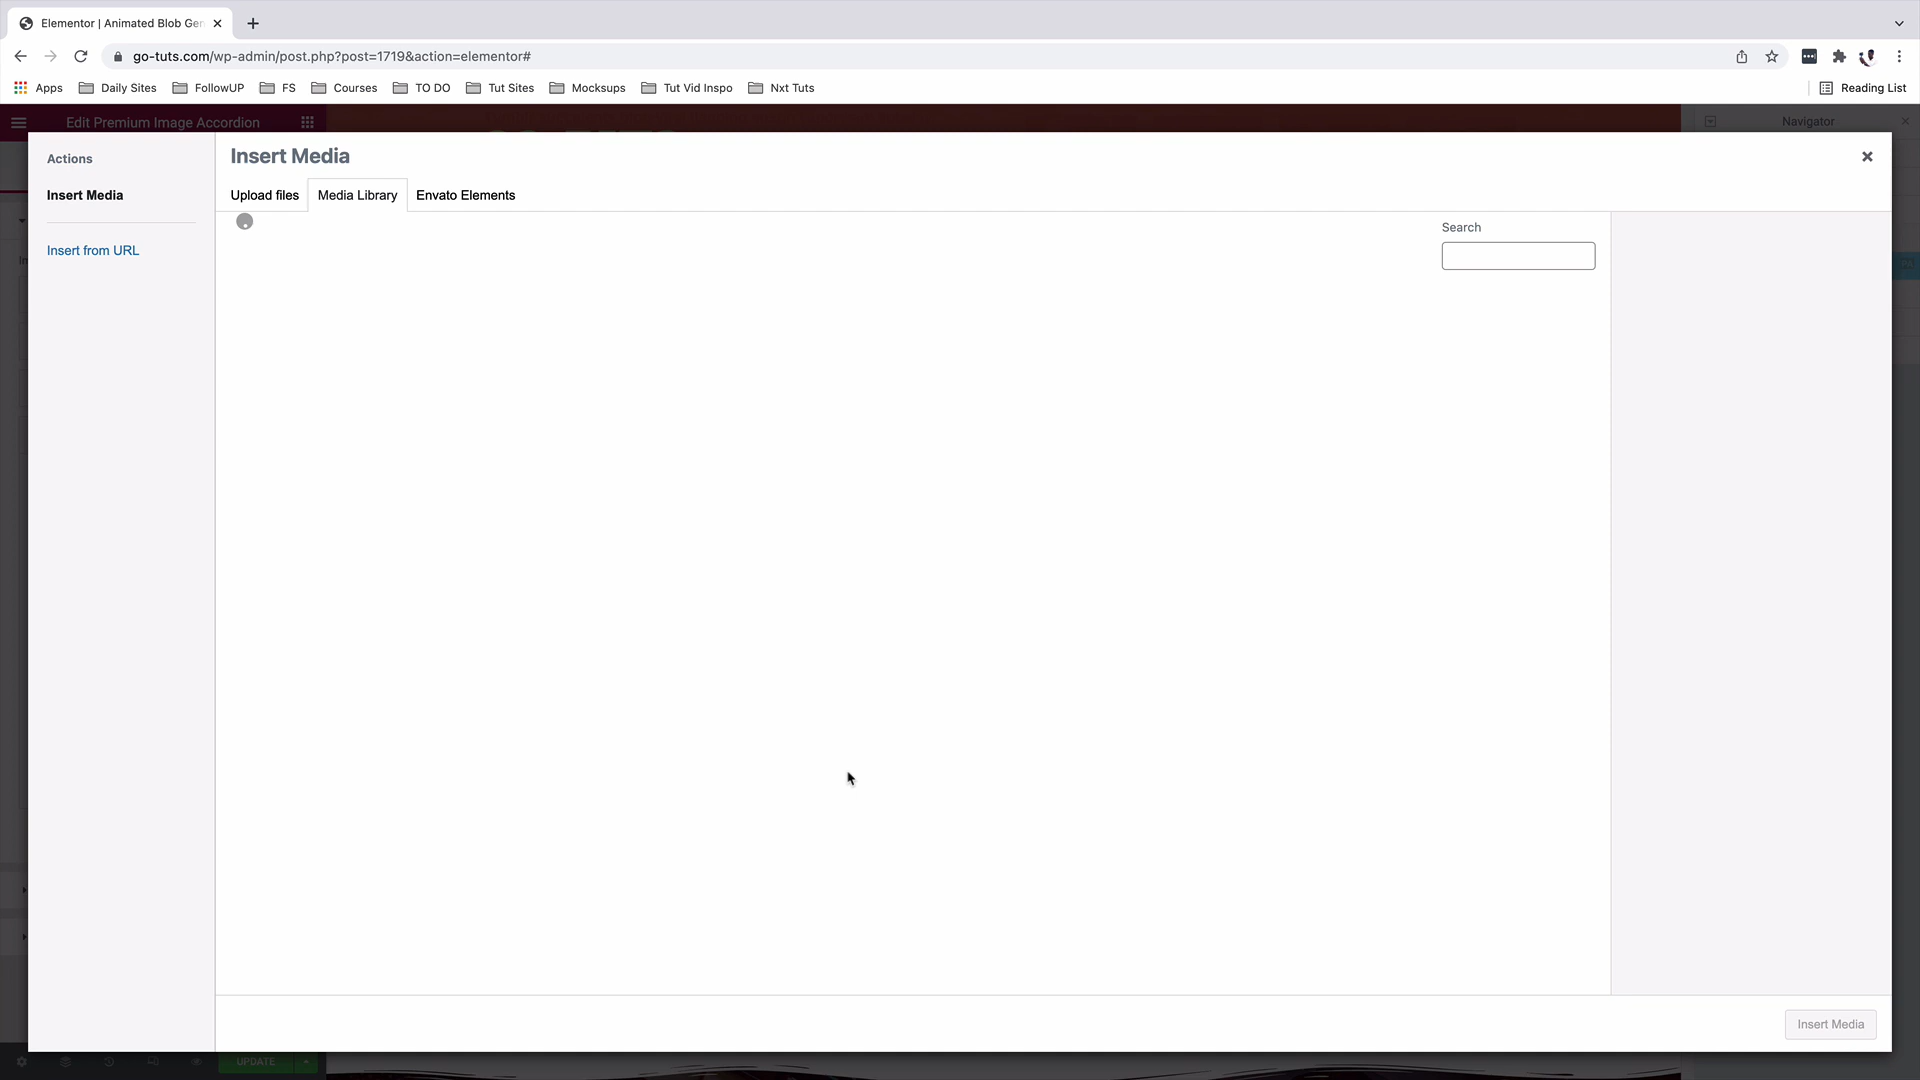 Elementor | Animated Blob Gen
go-tuts.com/wp-admin/post.php?post=1719&action=elementor#
Apps
Daily Sites
FollowUP
FS
Courses
TO DO
Tut Sites
Mocksups
Tut Vid Inspo
Nxt Tuts
Reading List
Edit Premium Image Accordion
Navigator
Actions
Insert Media
Insert from URL
Insert Media
Upload files
Media Library
Envato Elements
Search
Insert Media
UPDATE